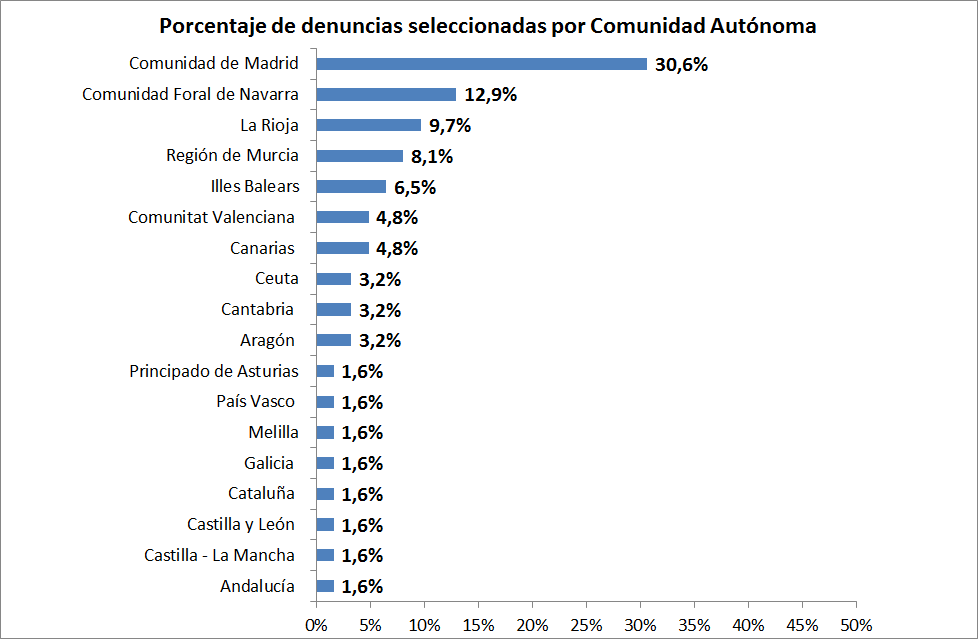 Porcentaje de denuncias seleccionadas por Comunidad Autónoma
Comunidad de Madrid 30,6%
Comunidad Foral de Navarra 12,9%
La Rioja 9,7%
Región de Murcia 8,1%
Illes Balears 6,5%
Comunitat Valenciana 4,8%
Canarias 4,8%
Ceuta 3,2%
Cantabria 3,2%
Aragón 3,2%
Principado de Asturias 1,6%
País Vasco 1,6%
Melilla 1,6%
Galicia 1,6%
Cataluña 1,6%
Castilla y León 1,6%
Castilla - La Mancha 1,6%
Andalucía 1,6%
0% 5% 10% 15% 20% 25% 30% 35% 40% 45% 50%